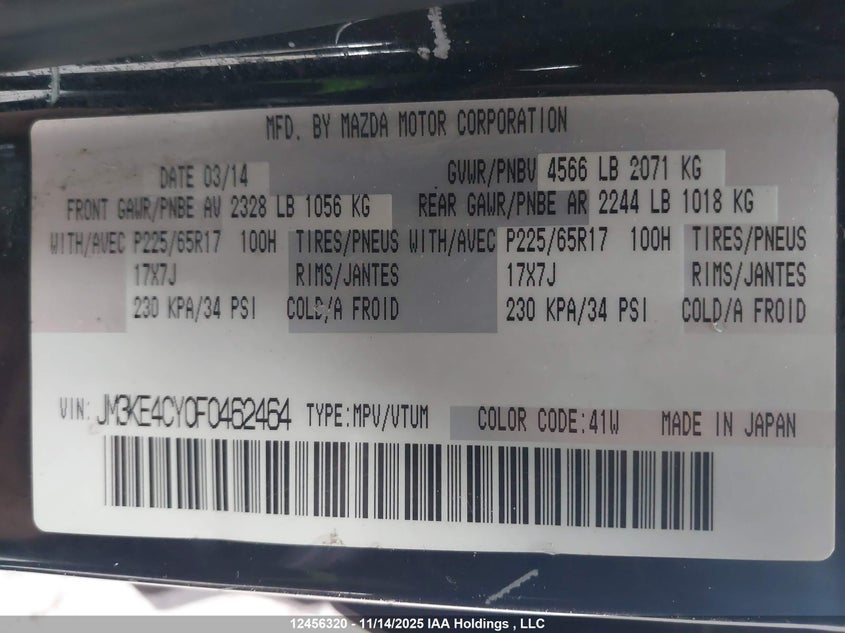 MFD. BY MAZDA MOTOR CORPORATION
DATE 03/14 GVWR/PNBV 4566 LB 2071 KG
FRONT GAWR/PNBE AV 2328 LB 1056 KG REAR GAWR/PNBE AR 2244 LB 1018 KG
WITH/AVEC P225/65R17 100H TIRES/PNEUS WITH/AVEC P225/65R17 100H TIRES/PNEUS
17X7J RIMS/JANTES 17X7J RIMS/JANTES
230 KPA/34 PSI COLD/A FROID 230 KPA/34 PSI COLD/A FROID
VIN: JM3KE4CY0F0462464 TYPE:MPV/VTUM COLOR CODE:41W MADE IN JAPAN
12456320 - 11/14/2025 IAA Holdings , LLC